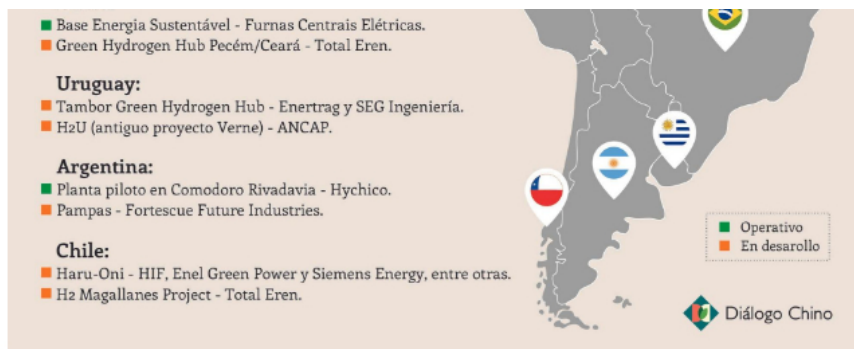 Base Energia Sustentável - Furnas Centrais Elétricas.
Green Hydrogen Hub Pecém/Ceará - Total Eren.
Uruguay:
Tambor Green Hydrogen Hub - Enertrag y SEG Ingeniería.
H2U (antiguo proyecto Verne) - ANCAP.
Argentina:
Planta piloto en Comodoro Rivadavia - Hychico.
Pampas - Fortescue Future Industries.
Chile:
Haru-Oni - HIF, Enel Green Power y Siemens Energy, entre otras.
H2 Magallanes Project - Total Eren.
Operativo
En desarollo
Diálogo Chino